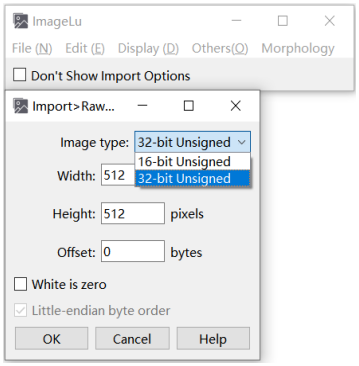 ImageLu
File (N) Edit (E) Display (D) Others(O) Morphology
Don't Show Import Options
Import>Raw...
Image type: 32-bit Unsigned
16-bit Unsigned
32-bit Unsigned
Width: 512
Height: 512 pixels
Offset: 0 bytes
White is zero
Little-endian byte order
OK Cancel Help